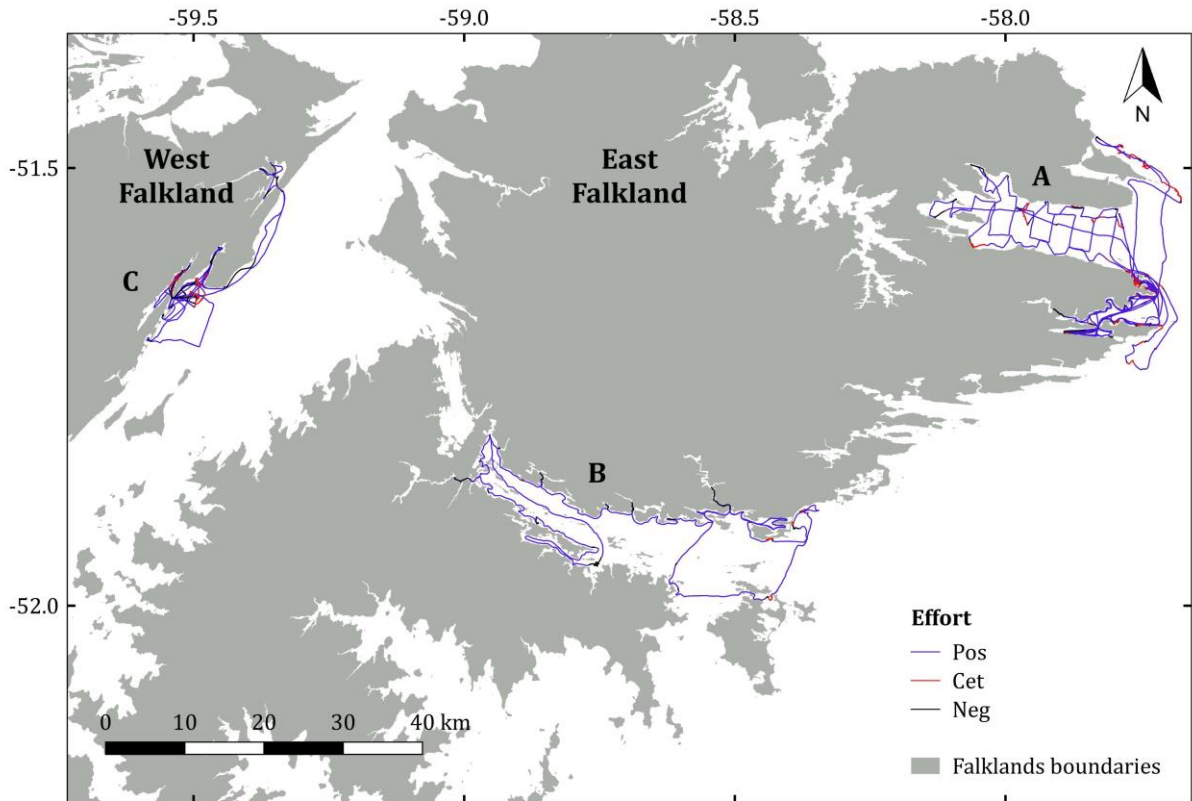 -59.5 -59.0 -58.5 -58.0
N
West
Falkland
East
Falkland
A
-51.5
C
B
-52.0
Effort
Pos
Cet
Neg
0 10 20 30 40 km
Falklands boundaries